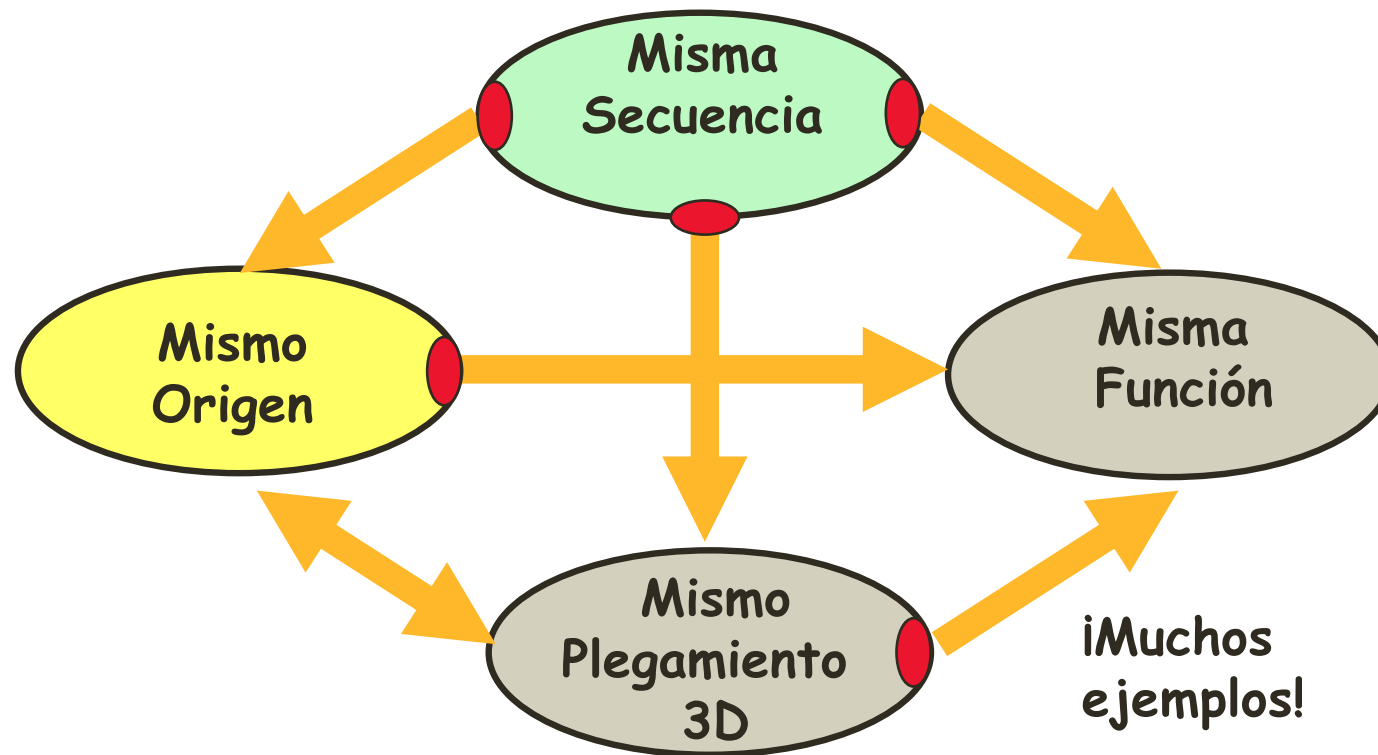 Misma
Secuencia
Mismo
Origen
Misma
Función
Mismo
Plegamiento
3D
¡Muchos
ejemplos!